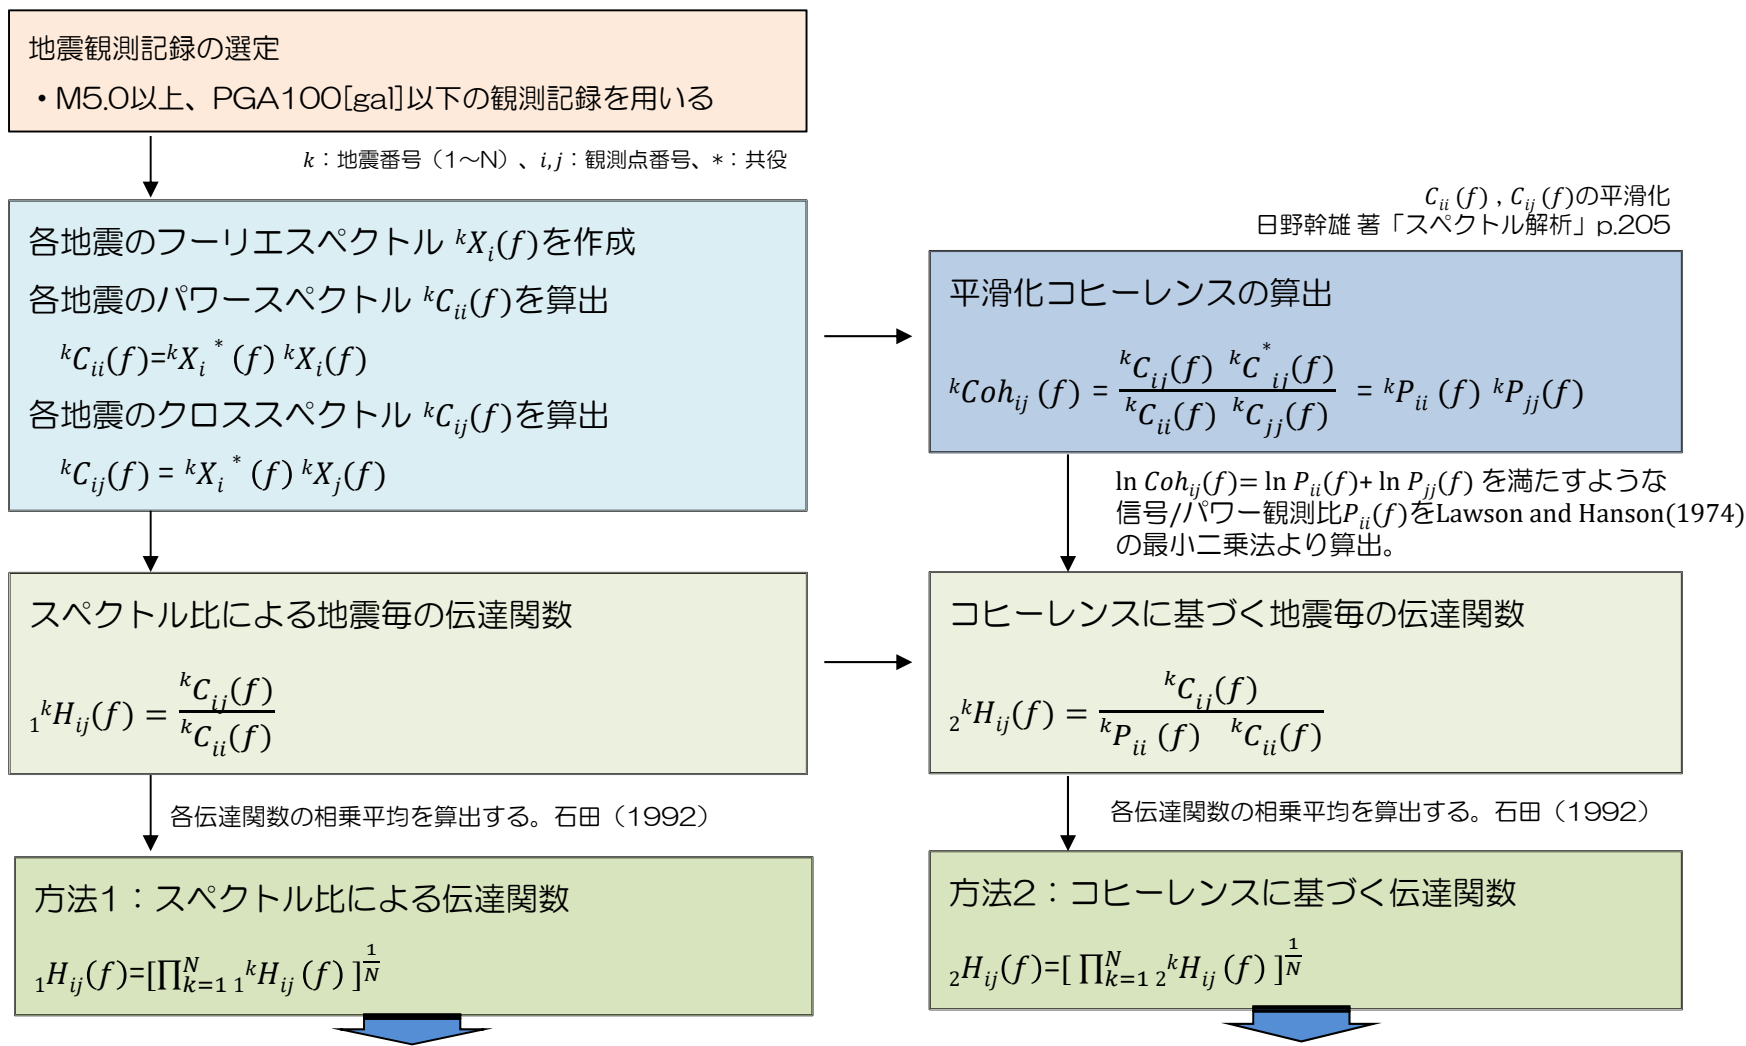 地震観測記録の選定
・M5.0以上、PGA100[gal]以下の観測記録を用いる
k：地震番号（1～N）、i,j：観測点番号、*：共役
各地震のフーリエスペクトル ᵏXᵢ(f)を作成
各地震のパワースペクトル ᵏCᵢᵢ(f)を算出
ᵏCᵢᵢ(f)=ᵏXᵢ*(f) ᵏXᵢ(f)
各地震のクロススペクトル ᵏCᵢⱼ(f)を算出
ᵏCᵢⱼ(f) = ᵏXᵢ*(f) ᵏXⱼ(f)
Cᵢᵢ(f) , Cᵢⱼ(f)の平滑化
日野幹雄 著「スペクトル解析」p.205
平滑化コヒーレンスの算出
ᵏCohᵢⱼ(f) = ᵏCᵢⱼ(f) ᵏC*ᵢⱼ(f) / ᵏCᵢᵢ(f) ᵏCⱼⱼ(f) = ᵏPᵢᵢ(f) ᵏPⱼⱼ(f)
ln Cohᵢⱼ(f)= ln Pᵢᵢ(f)+ ln Pⱼⱼ(f) を満たすような
信号/パワー観測比Pᵢᵢ(f)をLawson and Hanson(1974)
の最小二乗法より算出。
スペクトル比による地震毎の伝達関数
₁ᵏHᵢⱼ(f) = ᵏCᵢⱼ(f) / ᵏCᵢᵢ(f)
コヒーレンスに基づく地震毎の伝達関数
₂ᵏHᵢⱼ(f) = ᵏCᵢⱼ(f) / ᵏPᵢᵢ(f) ᵏCᵢᵢ(f)
各伝達関数の相乗平均を算出する。石田（1992）
各伝達関数の相乗平均を算出する。石田（1992）
方法1：スペクトル比による伝達関数
₁Hᵢⱼ(f)=[∏ₖ₌₁ᴺ ₁ᵏHᵢⱼ(f) ]^(1/N)
方法2：コヒーレンスに基づく伝達関数
₂Hᵢⱼ(f)=[ ∏ₖ₌₁ᴺ ₂ᵏHᵢⱼ(f) ]^(1/N)